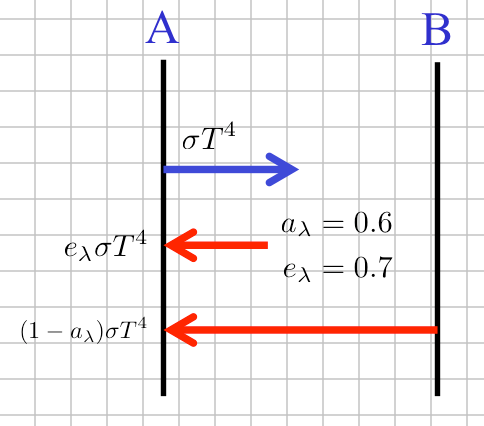 A B
σT⁴
a_λ = 0.6
e_λσT⁴
e_λ = 0.7
(1 − a_λ)σT⁴